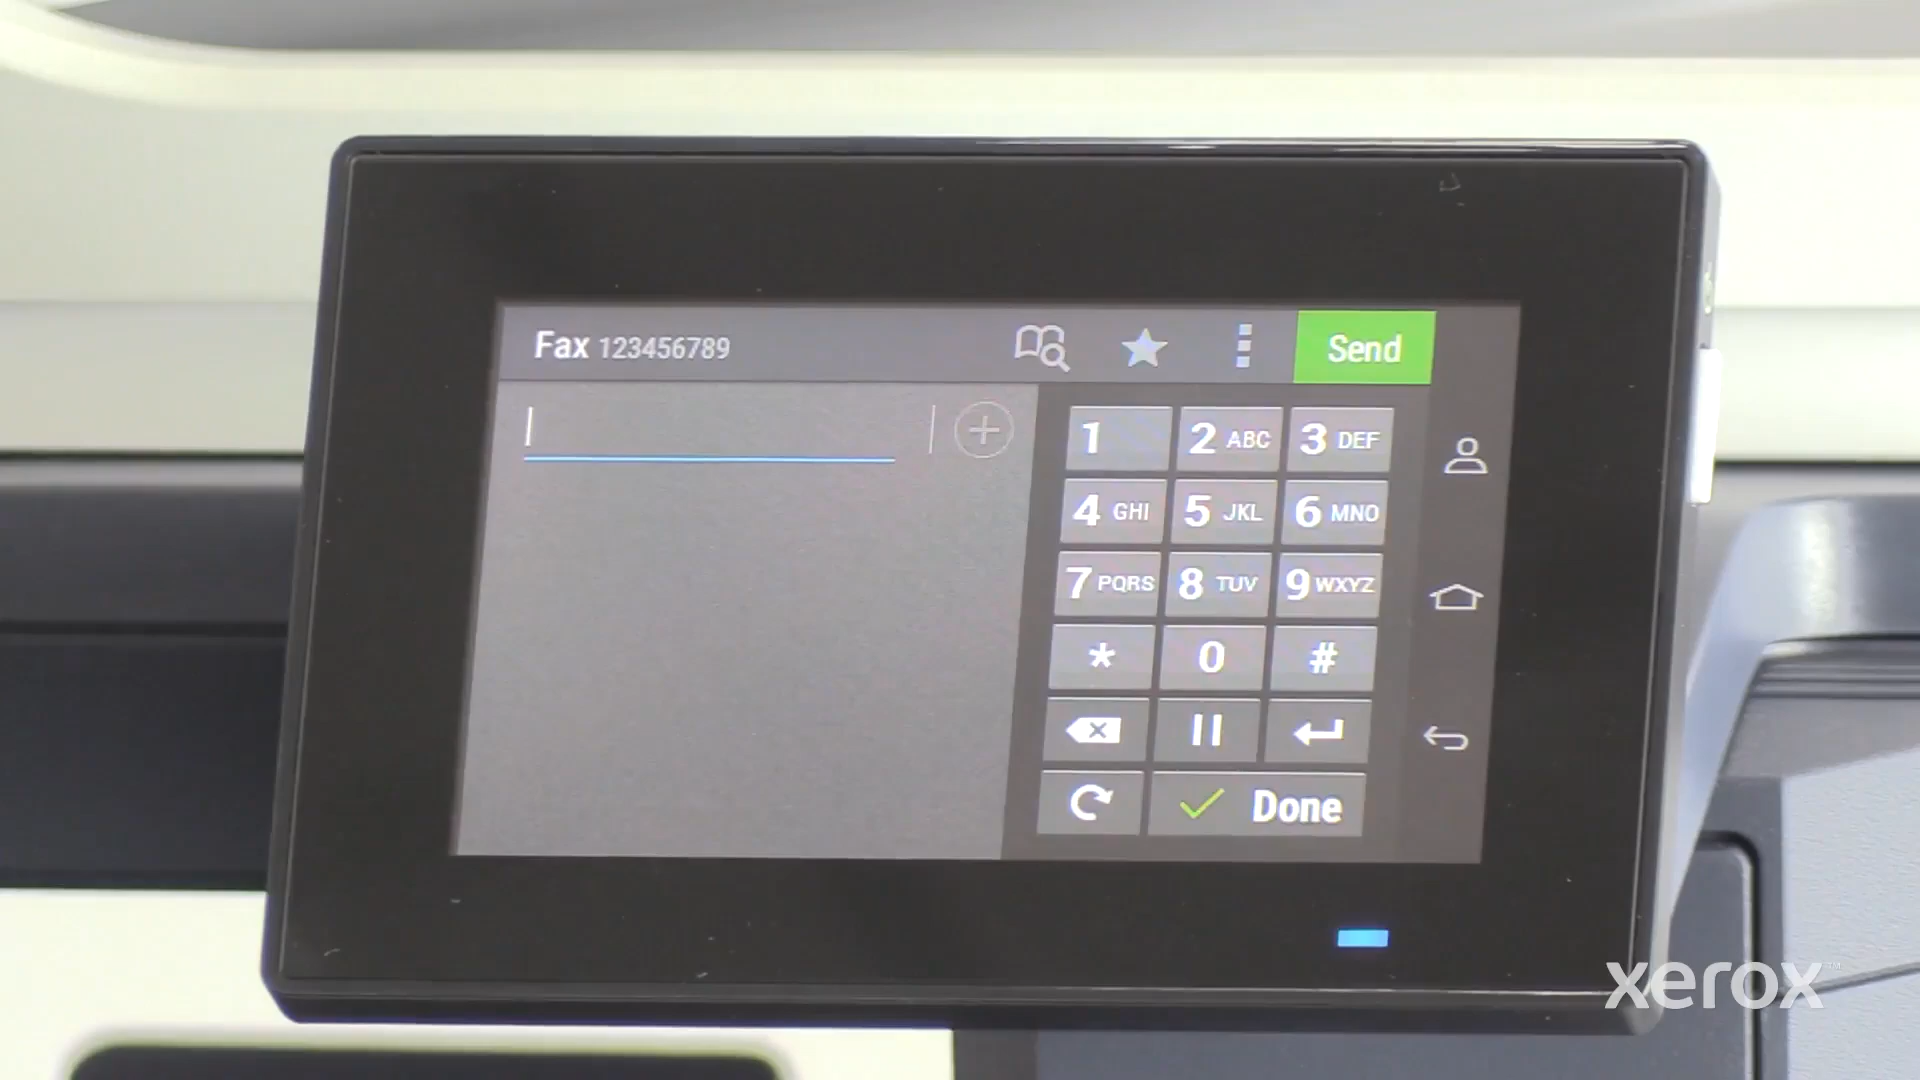 Fax 123456789
Send
1
2 ABC
3 DEF
4 GHI
5 JKL
6 MNO
7 PQRS
8 TUV
9 WXYZ
*
0
#
Done
xerox™